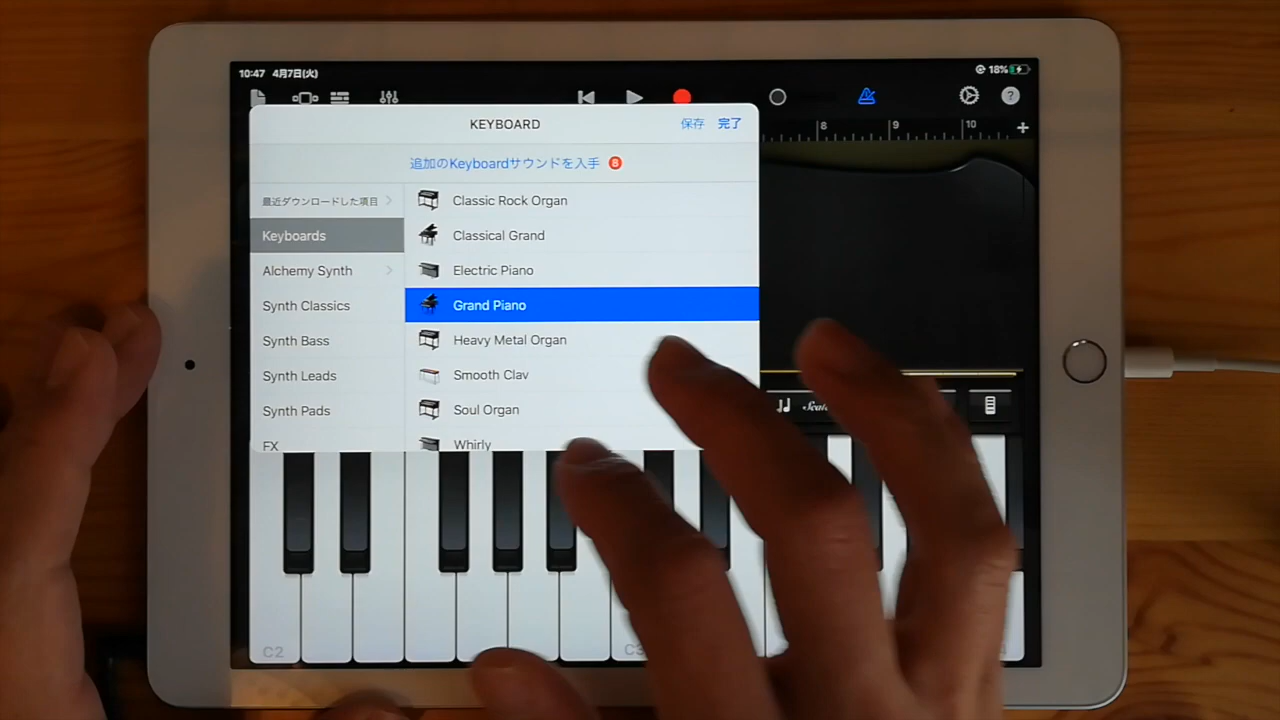 10:47 4月7日(火)
18%
KEYBOARD
保存 完了
8 9 10 +
?
追加のKeyboardサウンドを入手 8
最近ダウンロードした項目
Keyboards
Alchemy Synth
Synth Classics
Synth Bass
Synth Leads
Synth Pads
FX
Classic Rock Organ
Classical Grand
Electric Piano
Grand Piano
Heavy Metal Organ
Smooth Clav
Soul Organ
Whirly
C2